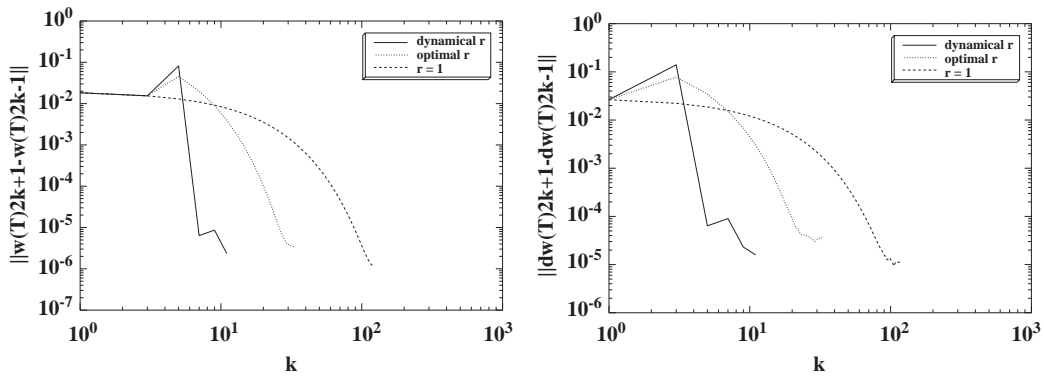 10^0
10^-1
10^-2
10^-3
10^-4
10^-5
10^-6
10^-7
||w(T)2k+1-w(T)2k-1||
dynamical r
optimal r
r = 1
10^0
10^1
10^2
10^3
k
10^0
10^-1
10^-2
10^-3
10^-4
10^-5
10^-6
||dw(T)2k+1-dw(T)2k-1||
dynamical r
optimal r
r = 1
10^0
10^1
10^2
10^3
k